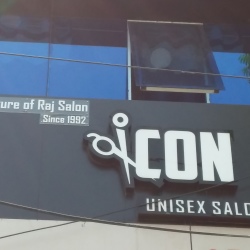 ure of Raj Salon
Since 1992
iCON
UNISEX SALO